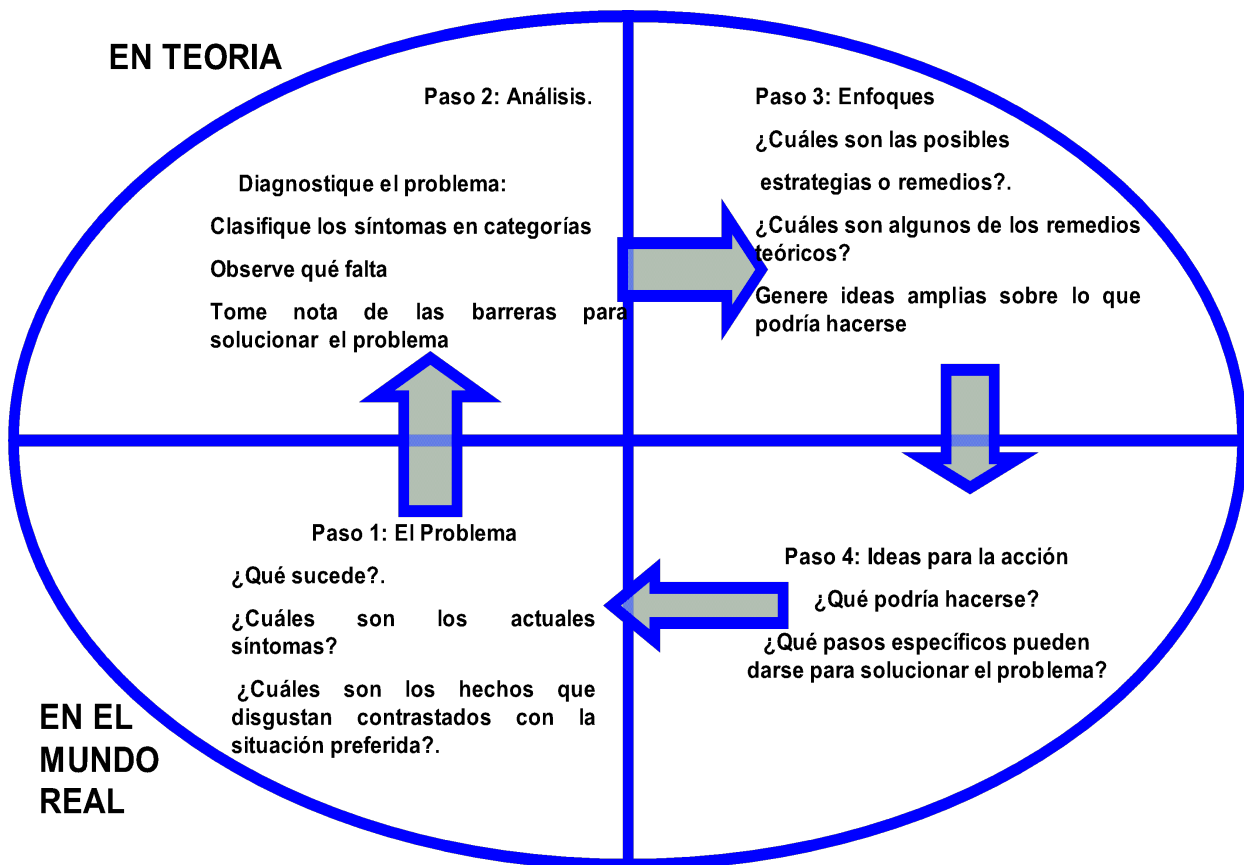 EN TEORIA
Paso 2: Análisis.
Diagnostique el problema:
Clasifique los síntomas en categorías
Observe qué falta
Tome nota de las barreras para
solucionar el problema
Paso 3: Enfoques
¿Cuáles son las posibles
estrategias o remedios?.
¿Cuáles son algunos de los remedios
teóricos?
Genere ideas amplias sobre lo que
podría hacerse
Paso 1: El Problema
¿Qué sucede?.
¿Cuáles son los actuales
síntomas?
¿Cuáles son los hechos que
disgustan contrastados con la
situación preferida?.
Paso 4: Ideas para la acción
¿Qué podría hacerse?
¿Qué pasos específicos pueden
darse para solucionar el problema?
EN EL
MUNDO
REAL